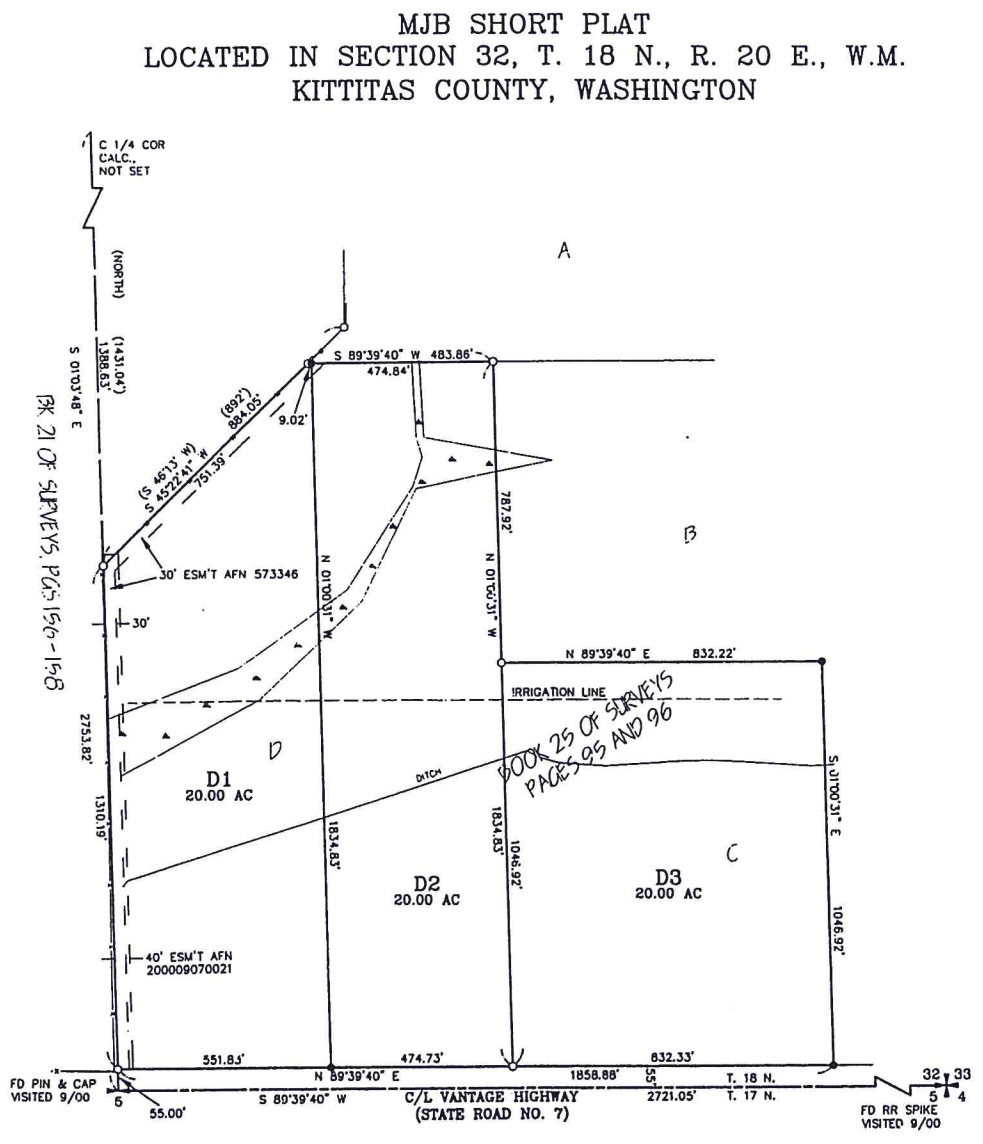 MJB SHORT PLAT
LOCATED IN SECTION 32, T. 18 N., R. 20 E., W.M.
KITTITAS COUNTY, WASHINGTON
C 1/4 COR
CALC.,
NOT SET
A
(NORTH)
(1431.04')
1388.63'
S 01°03'48" E
BK 21 OF SURVEYS, PGS 156-158
S 89°39'40" W 483.86'
474.84'
9.02'
(892')
884.05'
(S 46°13' W)
S 45°22'41" W
751.39'
787.92'
B
30' ESM'T AFN 573346
N 01°00'31" W
N 01°00'31" W
30'
N 89°39'40" E 832.22'
IRRIGATION LINE
BOOK 25 OF SURVEYS
PAGES 95 AND 96
2753.82'
D
DITCH
D1
20.00 AC
S 01°00'31" E
1310.19'
1834.83'
1834.83'
1046.92'
C
D2
20.00 AC
D3
20.00 AC
1046.92'
40' ESM'T AFN
200009070021
551.83'
474.73'
832.33'
N 89°39'40" E
1858.88'
55'
T. 18 N.
32 33
FD PIN & CAP
VISITED 9/00
5
55.00'
S 89°39'40" W
C/L VANTAGE HIGHWAY
(STATE ROAD NO. 7)
2721.05'
T. 17 N.
5 4
FD RR SPIKE
VISITED 9/00